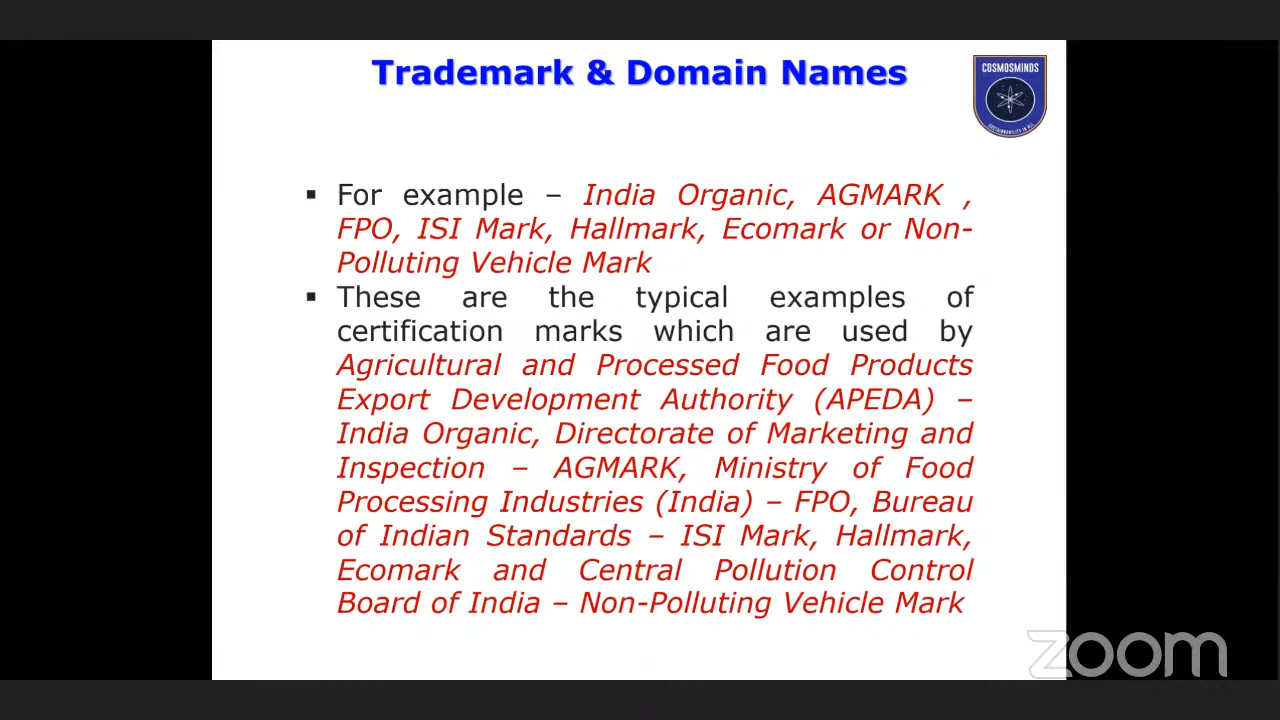 Trademark & Domain Names
COSMOSMINDS
SUSTAINABILITY IN ALL
▪ For example – India Organic, AGMARK ,
FPO, ISI Mark, Hallmark, Ecomark or Non-
Polluting Vehicle Mark
▪ These are the typical examples of
certification marks which are used by
Agricultural and Processed Food Products
Export Development Authority (APEDA) –
India Organic, Directorate of Marketing and
Inspection – AGMARK, Ministry of Food
Processing Industries (India) – FPO, Bureau
of Indian Standards – ISI Mark, Hallmark,
Ecomark and Central Pollution Control
Board of India – Non-Polluting Vehicle Mark
zoom